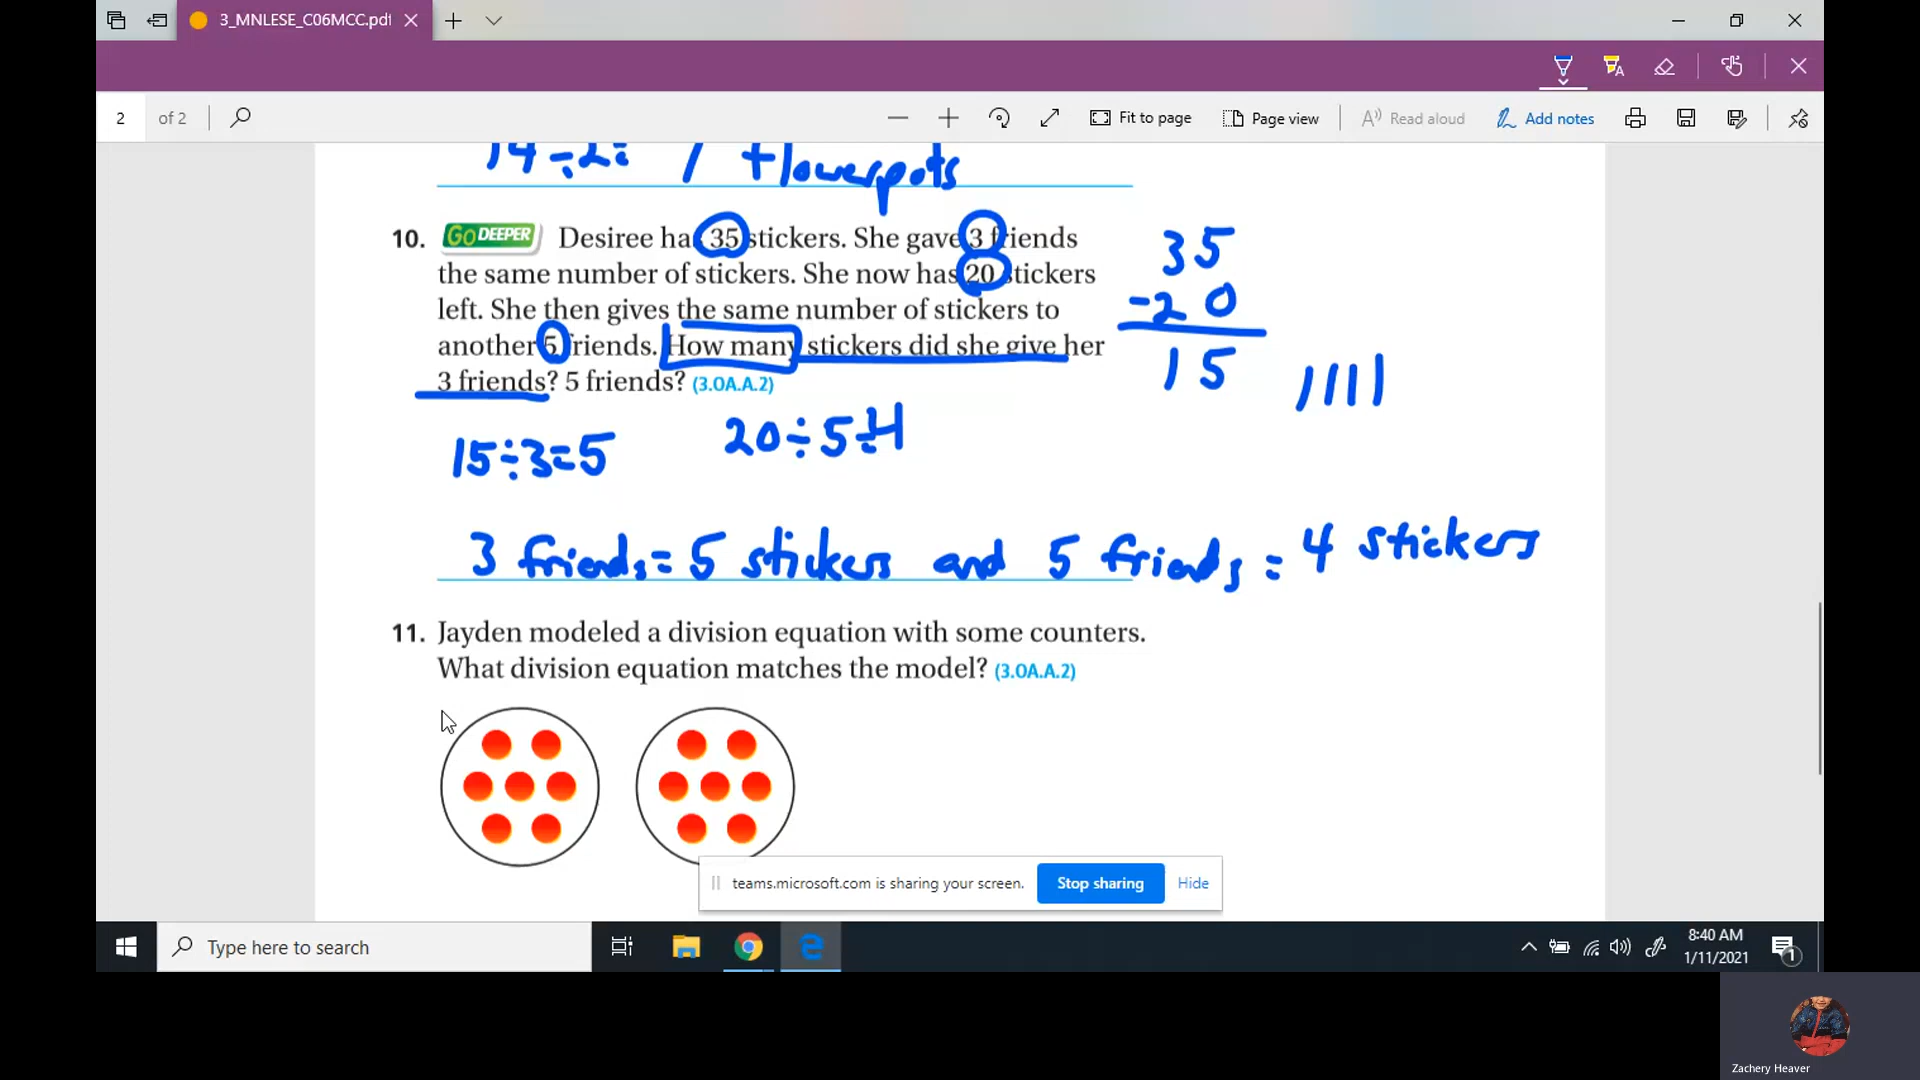 3_MNLESE_C06MCC.pdf
2 of 2
Fit to page
Page view
Read aloud
Add notes
14÷2= 7 flowerpots
10. GO DEEPER Desiree has 35 stickers. She gave 3 friends
the same number of stickers. She now has 20 stickers
left. She then gives the same number of stickers to
another 5 friends. How many stickers did she give her
3 friends? 5 friends? (3.OA.A.2)
35
-20
15
15÷3=5
20÷5=4
3 friends = 5 stickers and 5 friends = 4 stickers
11. Jayden modeled a division equation with some counters.
What division equation matches the model? (3.OA.A.2)
teams.microsoft.com is sharing your screen.
Stop sharing
Hide
Type here to search
8:40 AM
1/11/2021
1
Zachery Heaver